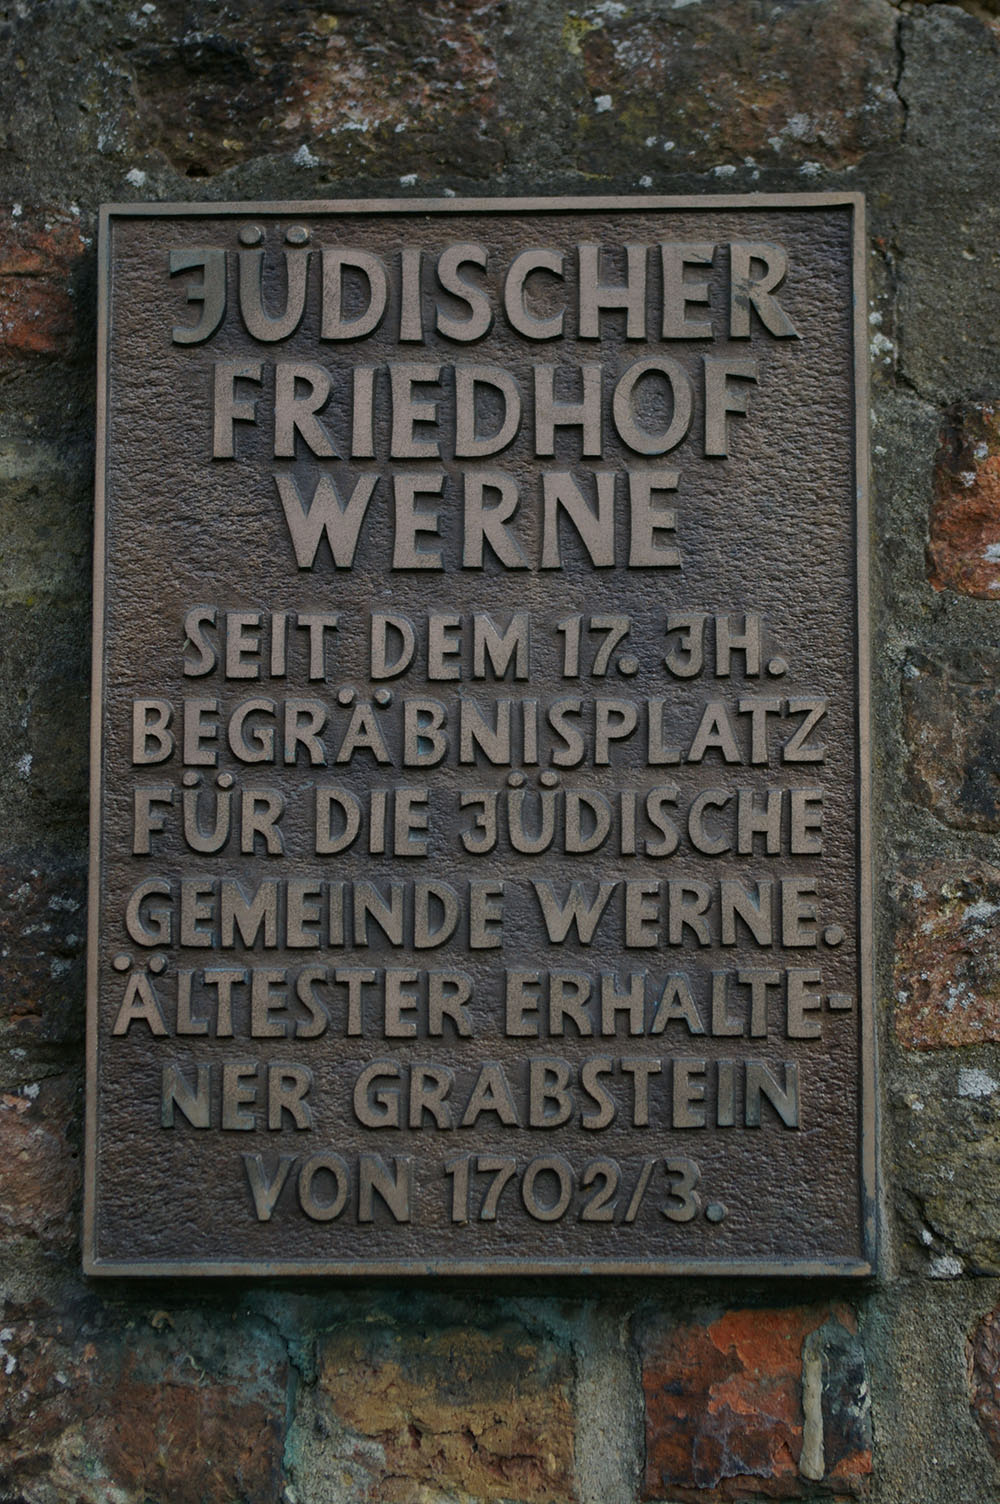 JÜDISCHER
FRIEDHOF
WERNE
SEIT DEM 17. JH.
BEGRÄBNISPLATZ
FÜR DIE JÜDISCHE
GEMEINDE WERNE.
ÄLTESTER ERHALTE-
NER GRABSTEIN
VON 1702/3.